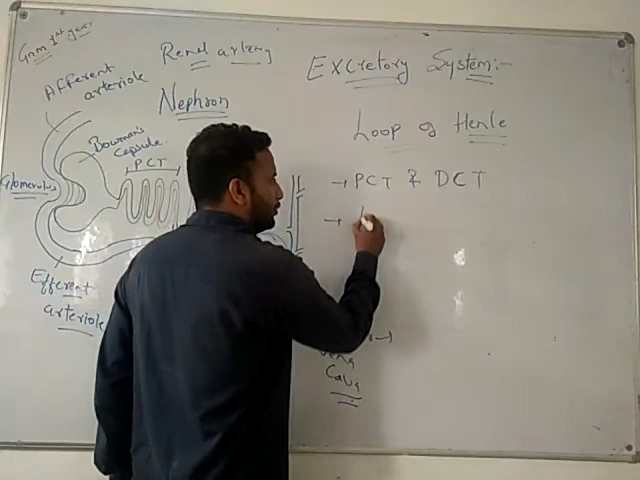 Gnm 1st year
Renal artery
Excretory System:-
Afferent
arteriole
Nephron
Loop of Henle
Bowman's
Capsule
PCT
Glomerulus
→ PCT & DCT
→
Efferent
arteriole
Cava